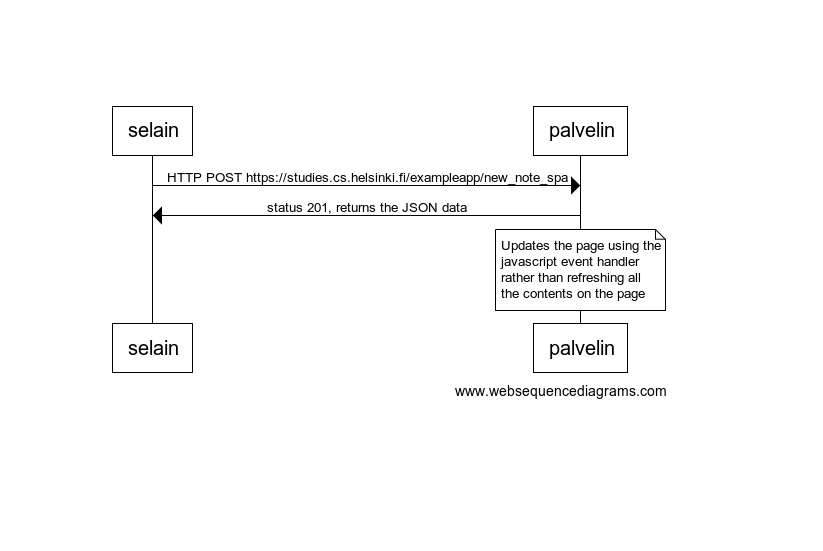 selain
palvelin
HTTP POST https://studies.cs.helsinki.fi/exampleapp/new_note_spa
status 201, returns the JSON data
Updates the page using the
javascript event handler
rather than refreshing all
the contents on the page
selain
palvelin
www.websequencediagrams.com